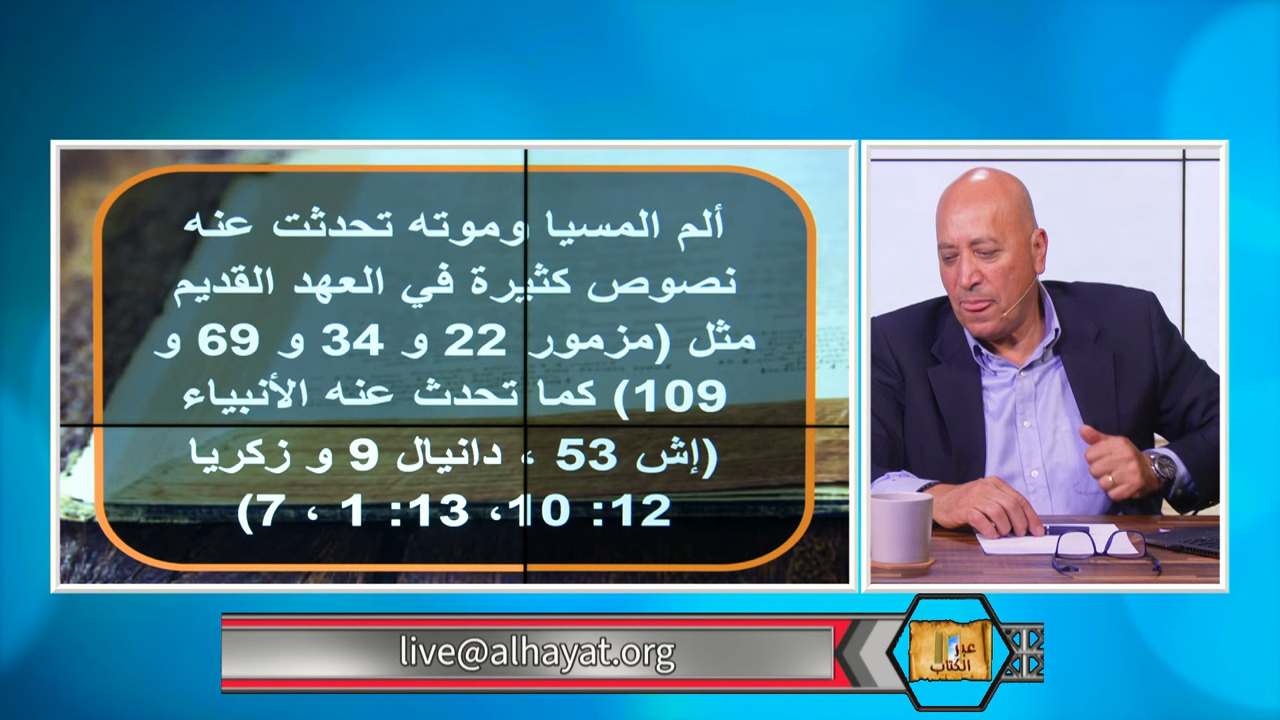 ألم المسيا وموته تحدثت عنه
نصوص كثيرة في العهد القديم
مثل (مزمور 22 و 34 و 69 و
109) كما تحدث عنه الأنبياء
(إش 53 ، دانيال 9 و زكريا
12: 10، 13: 1 ، 7)
live@alhayat.org
عبر
الكتاب